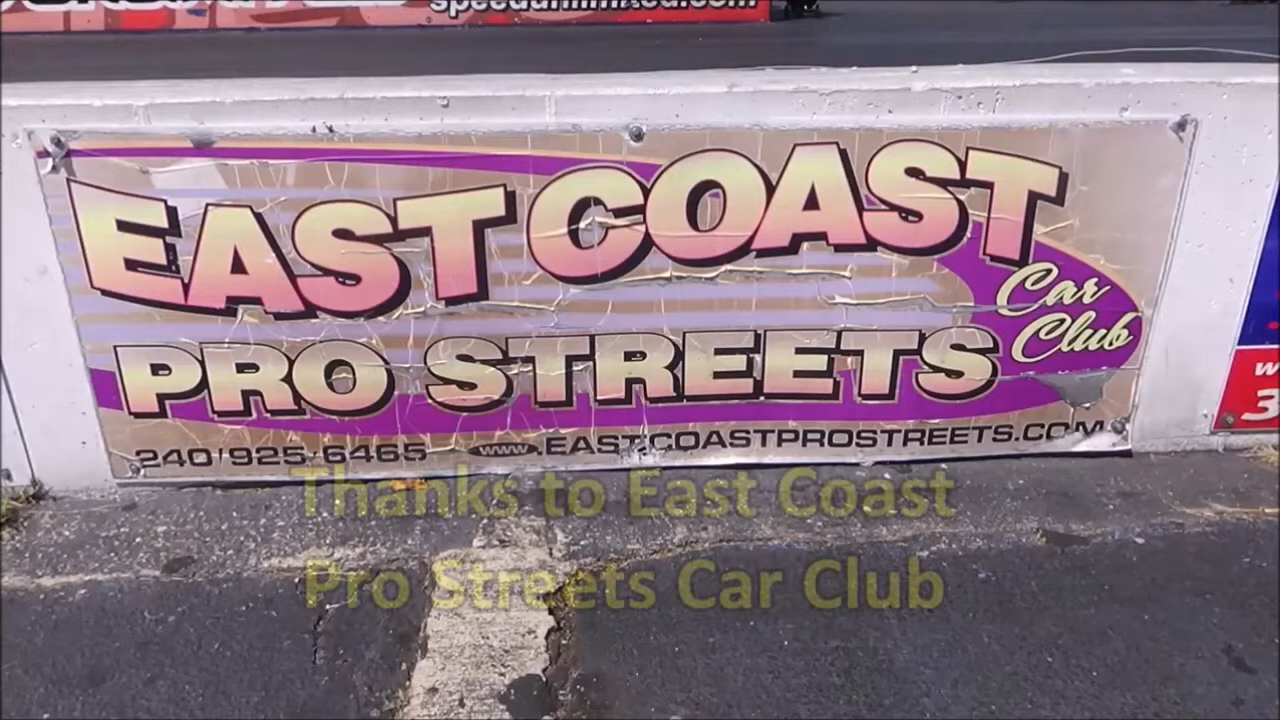 speedunlimited.com
EAST COAST
PRO STREETS
Car
Club
240/925/6465 www.EASTCOASTPROSTREETS.COM
Thanks to East Coast
Pro Streets Car Club
W
3